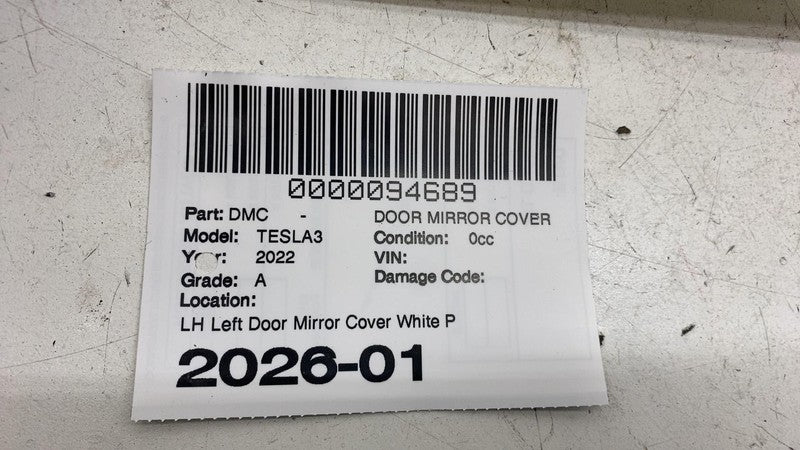 0000094689
Part: DMC - DOOR MIRROR COVER
Model: TESLA3 Condition: 0cc
2022 VIN:
Grade: A Damage Code:
Location:
LH Left Door Mirror Cover White P
2026-01